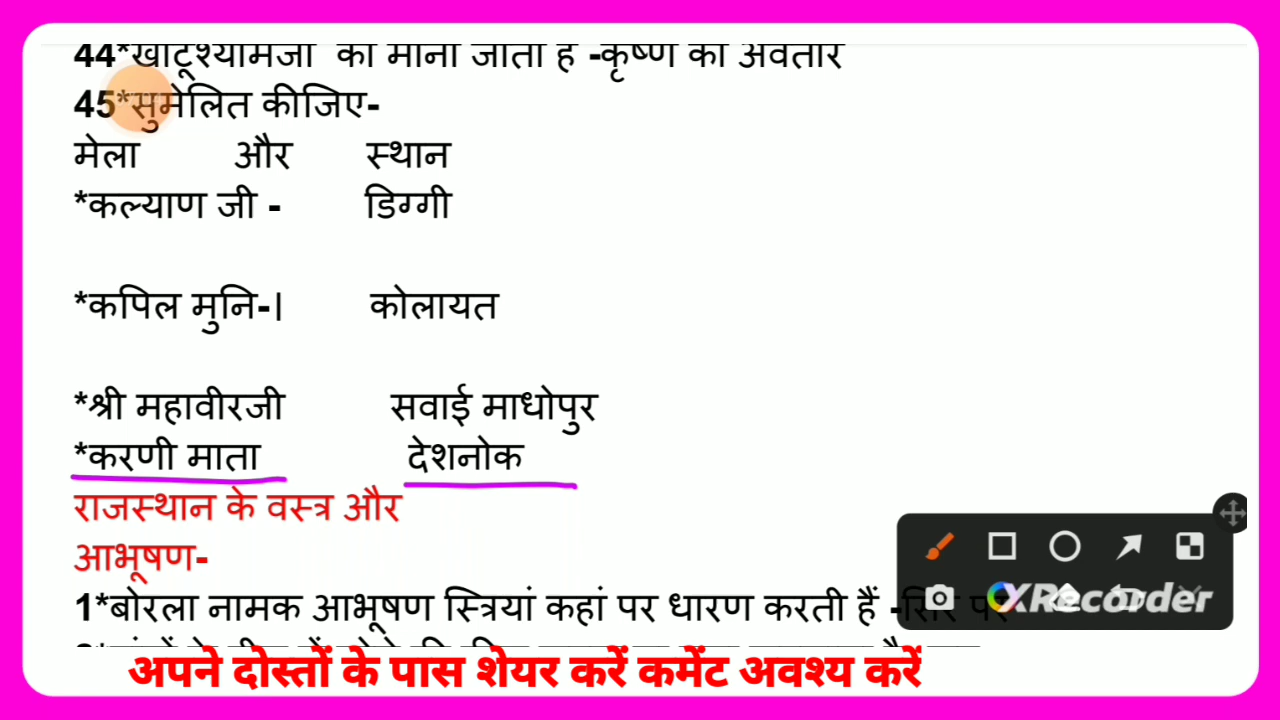 44*खाटूश्यामजी को माना जाता है -कृष्ण का अवतार
45*सुमेलित कीजिए-
मेला और स्थान
*कल्याण जी - डिग्गी
*कपिल मुनि-। कोलायत
*श्री महावीरजी सवाई माधोपुर
*करणी माता देशनोक
राजस्थान के वस्त्र और
आभूषण-
1*बोरला नामक आभूषण स्त्रियां कहां पर धारण करती हैं -सिर पर
XRecorder
अपने दोस्तों के पास शेयर करें कमेंट अवश्य करें